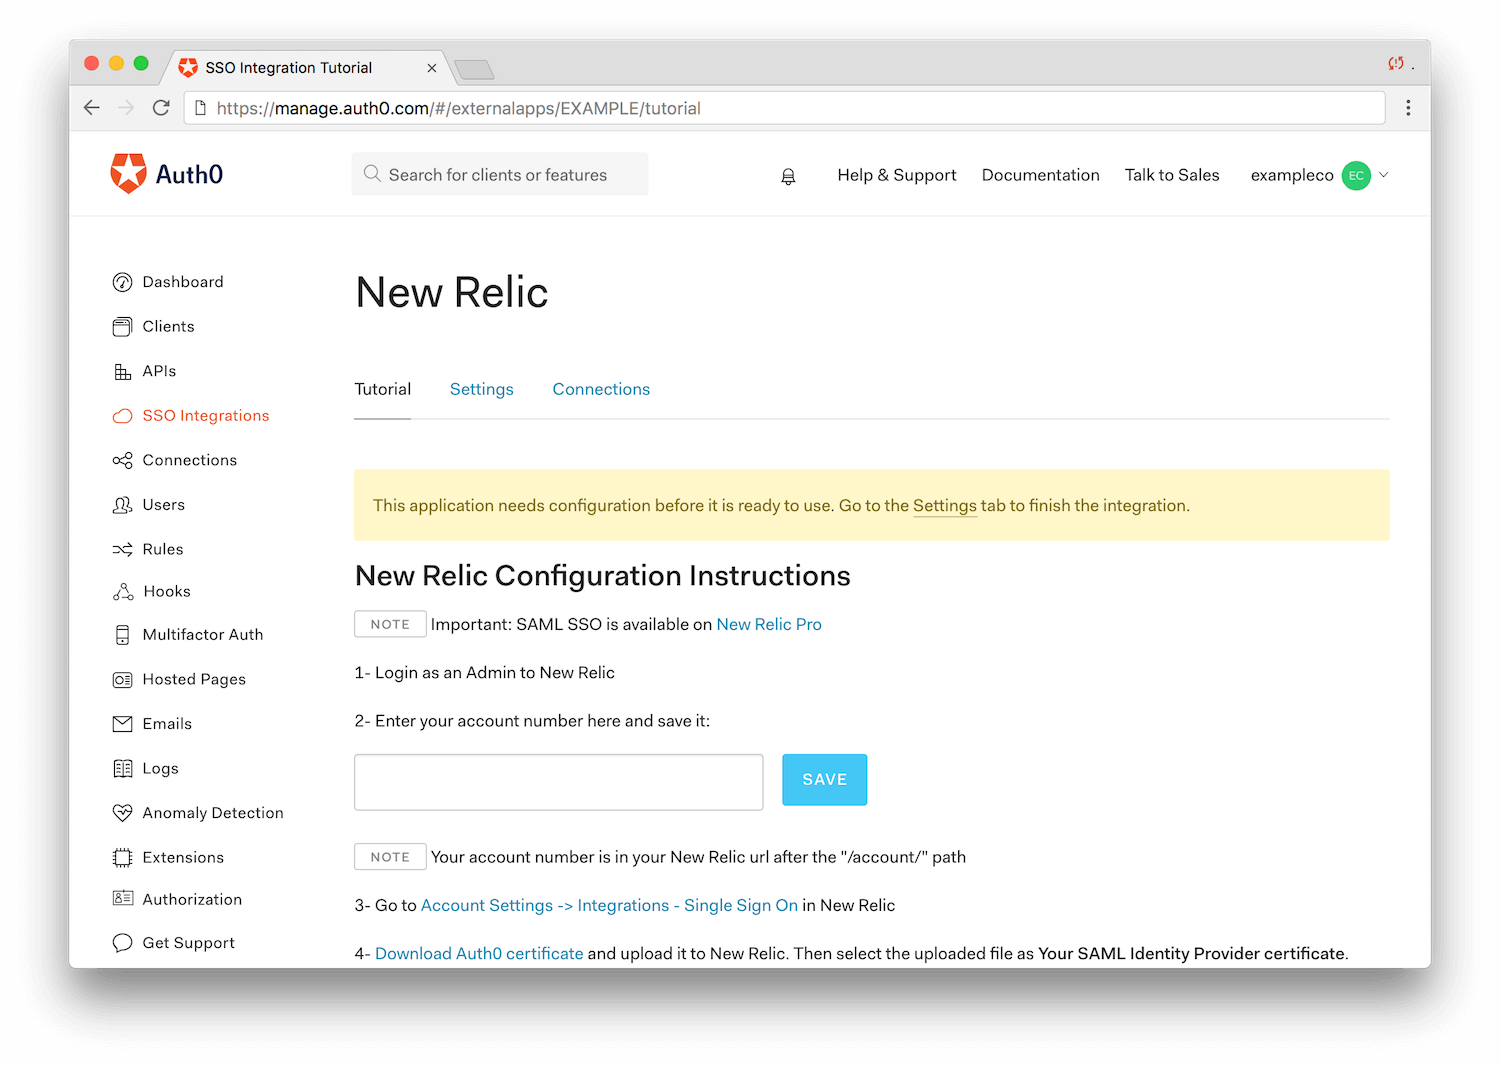 SSO Integration Tutorial
https://manage.auth0.com/#/externalapps/EXAMPLE/tutorial
Auth0
Search for clients or features
Help & Support
Documentation
Talk to Sales
exampleco
EC
Dashboard
Clients
APIs
SSO Integrations
Connections
Users
Rules
Hooks
Multifactor Auth
Hosted Pages
Emails
Logs
Anomaly Detection
Extensions
Authorization
Get Support
New Relic
Tutorial
Settings
Connections
This application needs configuration before it is ready to use. Go to the Settings tab to finish the integration.
New Relic Configuration Instructions
NOTE Important: SAML SSO is available on New Relic Pro
1- Login as an Admin to New Relic
2- Enter your account number here and save it:
SAVE
NOTE Your account number is in your New Relic url after the "/account/" path
3- Go to Account Settings -> Integrations - Single Sign On in New Relic
4- Download Auth0 certificate and upload it to New Relic. Then select the uploaded file as Your SAML Identity Provider certificate.